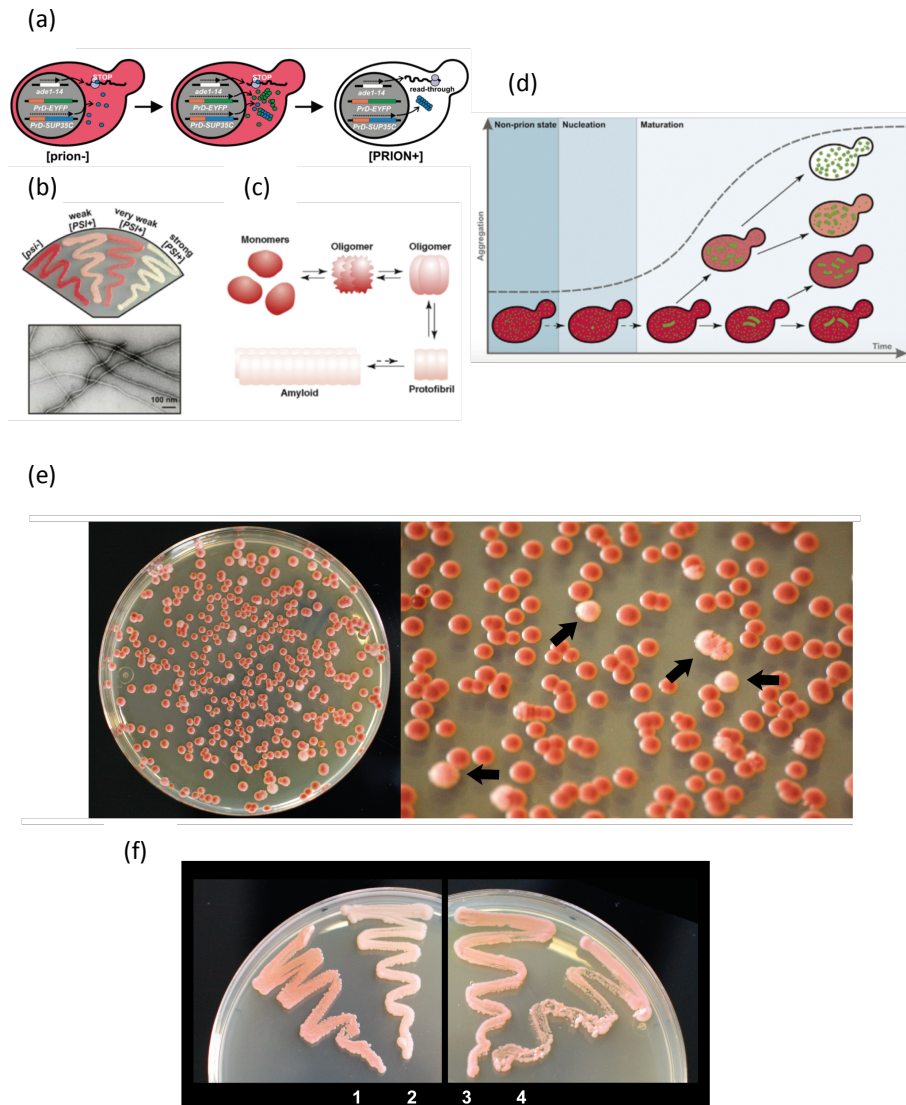 (a)
STOP
ade1-14
PrD-EYFP
PrD-SUP35C
[prion-]
STOP
ade1-14
PrD-EYFP
PrD-SUP35C
read-through
ade1-14
PrD-EYFP
PrD-SUP35C
[PRION+]
(b)
[psi-]
weak
[PSI+]
very weak
[PSI+]
strong
[PSI+]
100 nm
(c)
Monomers
Oligomer
Oligomer
Amyloid
Protofibril
(d)
Non-prion state
Nucleation
Maturation
Aggregation
Time
(e)
(f)
1 2 3 4